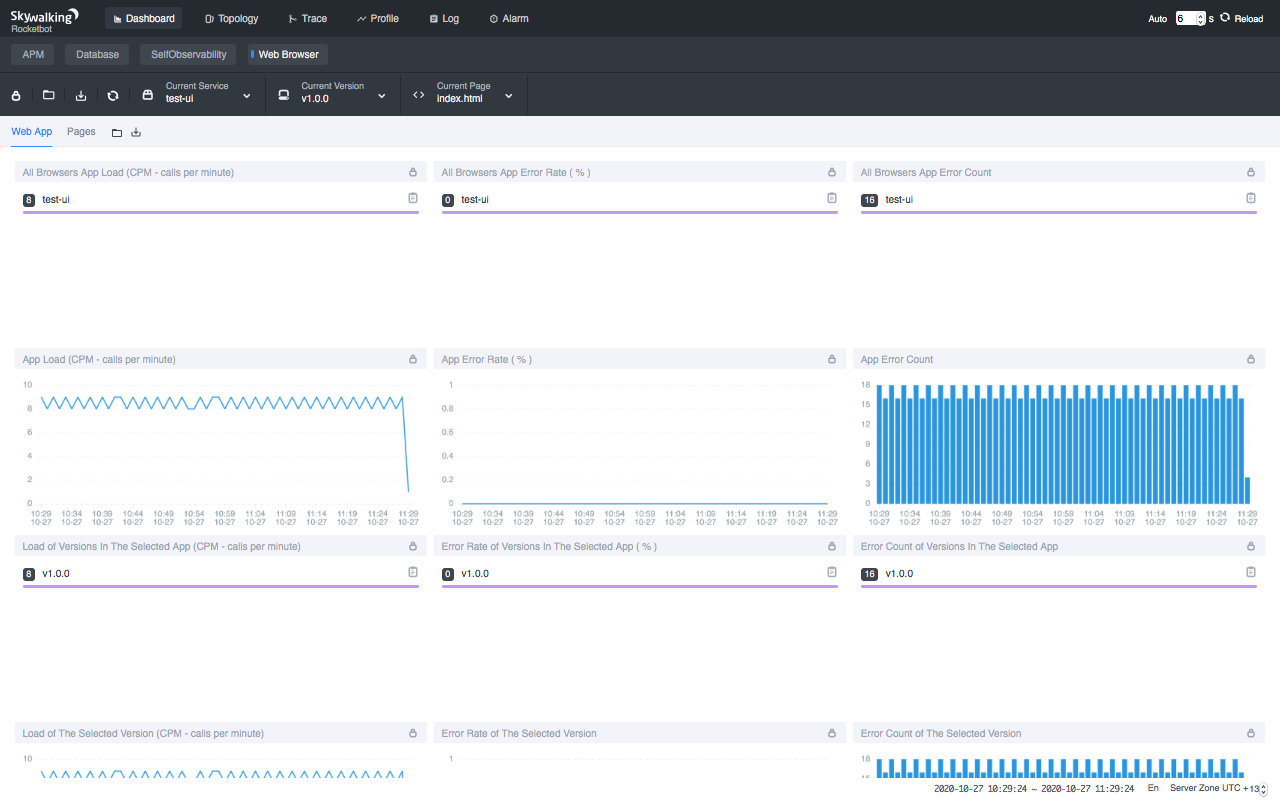 Skywalking
Rocketbot
Dashboard Topology Trace Profile Log Alarm
Auto 6 s Reload
APM Database SelfObservability Web Browser
Current Service
test-ui
Current Version
v1.0.0
Current Page
index.html
Web App Pages
All Browsers App Load (CPM - calls per minute)
8 test-ui
All Browsers App Error Rate ( % )
0 test-ui
All Browsers App Error Count
16 test-ui
App Load (CPM - calls per minute)
10
8
6
4
2
0
10:29 10:34 10:39 10:44 10:49 10:54 10:59 11:04 11:09 11:14 11:19 11:24 11:29
10-27 10-27 10-27 10-27 10-27 10-27 10-27 10-27 10-27 10-27 10-27 10-27 10-27
App Error Rate ( % )
1
0.8
0.6
0.4
0.2
0
10:29 10:34 10:39 10:44 10:49 10:54 10:59 11:04 11:09 11:14 11:19 11:24 11:29
10-27 10-27 10-27 10-27 10-27 10-27 10-27 10-27 10-27 10-27 10-27 10-27 10-27
App Error Count
18
15
12
9
6
3
0
10:29 10:34 10:39 10:44 10:49 10:54 10:59 11:04 11:09 11:14 11:19 11:24 11:29
10-27 10-27 10-27 10-27 10-27 10-27 10-27 10-27 10-27 10-27 10-27 10-27 10-27
Load of Versions In The Selected App (CPM - calls per minute)
8 v1.0.0
Error Rate of Versions In The Selected App ( % )
0 v1.0.0
Error Count of Versions In The Selected App
16 v1.0.0
Load of The Selected Version (CPM - calls per minute)
10
Error Rate of The Selected Version
1
Error Count of The Selected Version
18
15
2020-10-27 10:29:24 ~ 2020-10-27 11:29:24 En Server Zone UTC +13